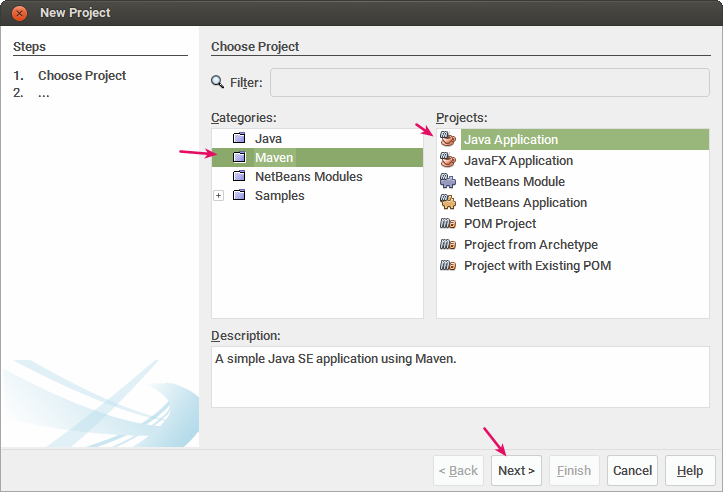 New Project
Steps
1. Choose Project
2. ...
Choose Project
Filter:
Categories:
Java
Maven
NetBeans Modules
Samples
Projects:
Java Application
JavaFX Application
NetBeans Module
NetBeans Application
POM Project
Project from Archetype
Project with Existing POM
Description:
A simple Java SE application using Maven.
< Back
Next >
Finish
Cancel
Help